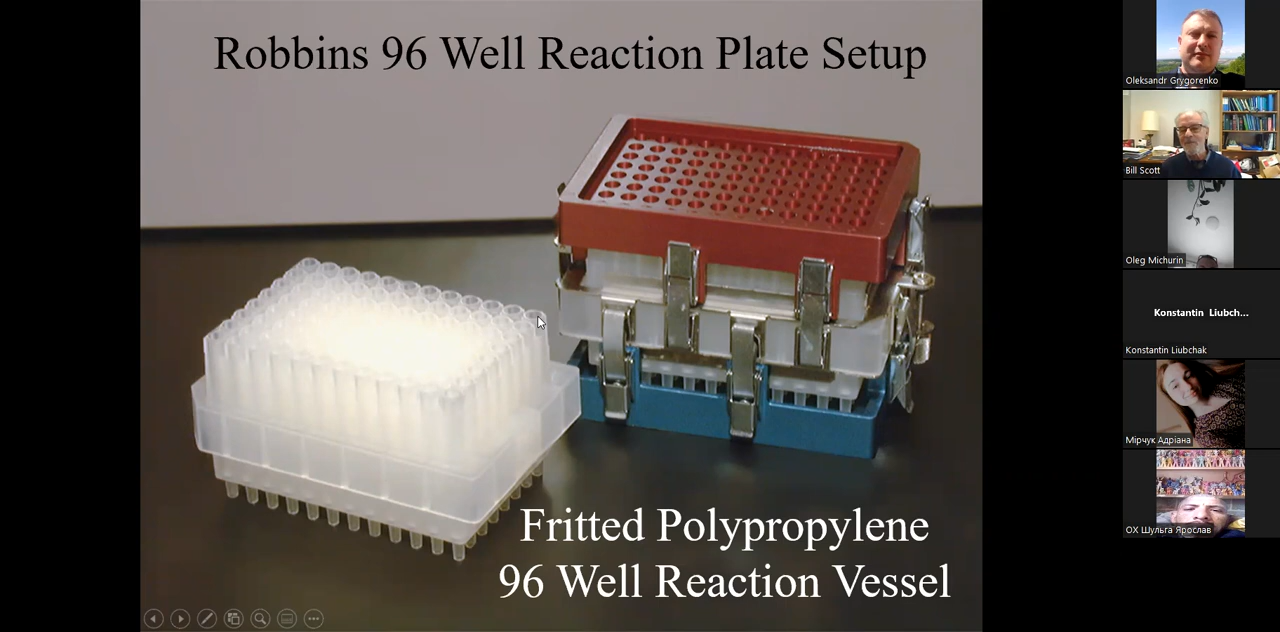 Robbins 96 Well Reaction Plate Setup
Fritted Polypropylene
96 Well Reaction Vessel
Oleksandr Grygorenko
Bill Scott
Oleg Michurin
Konstantin Liubch...
Konstantin Liubchak
Мірчук Адріана
ОХ Шульга Ярослав